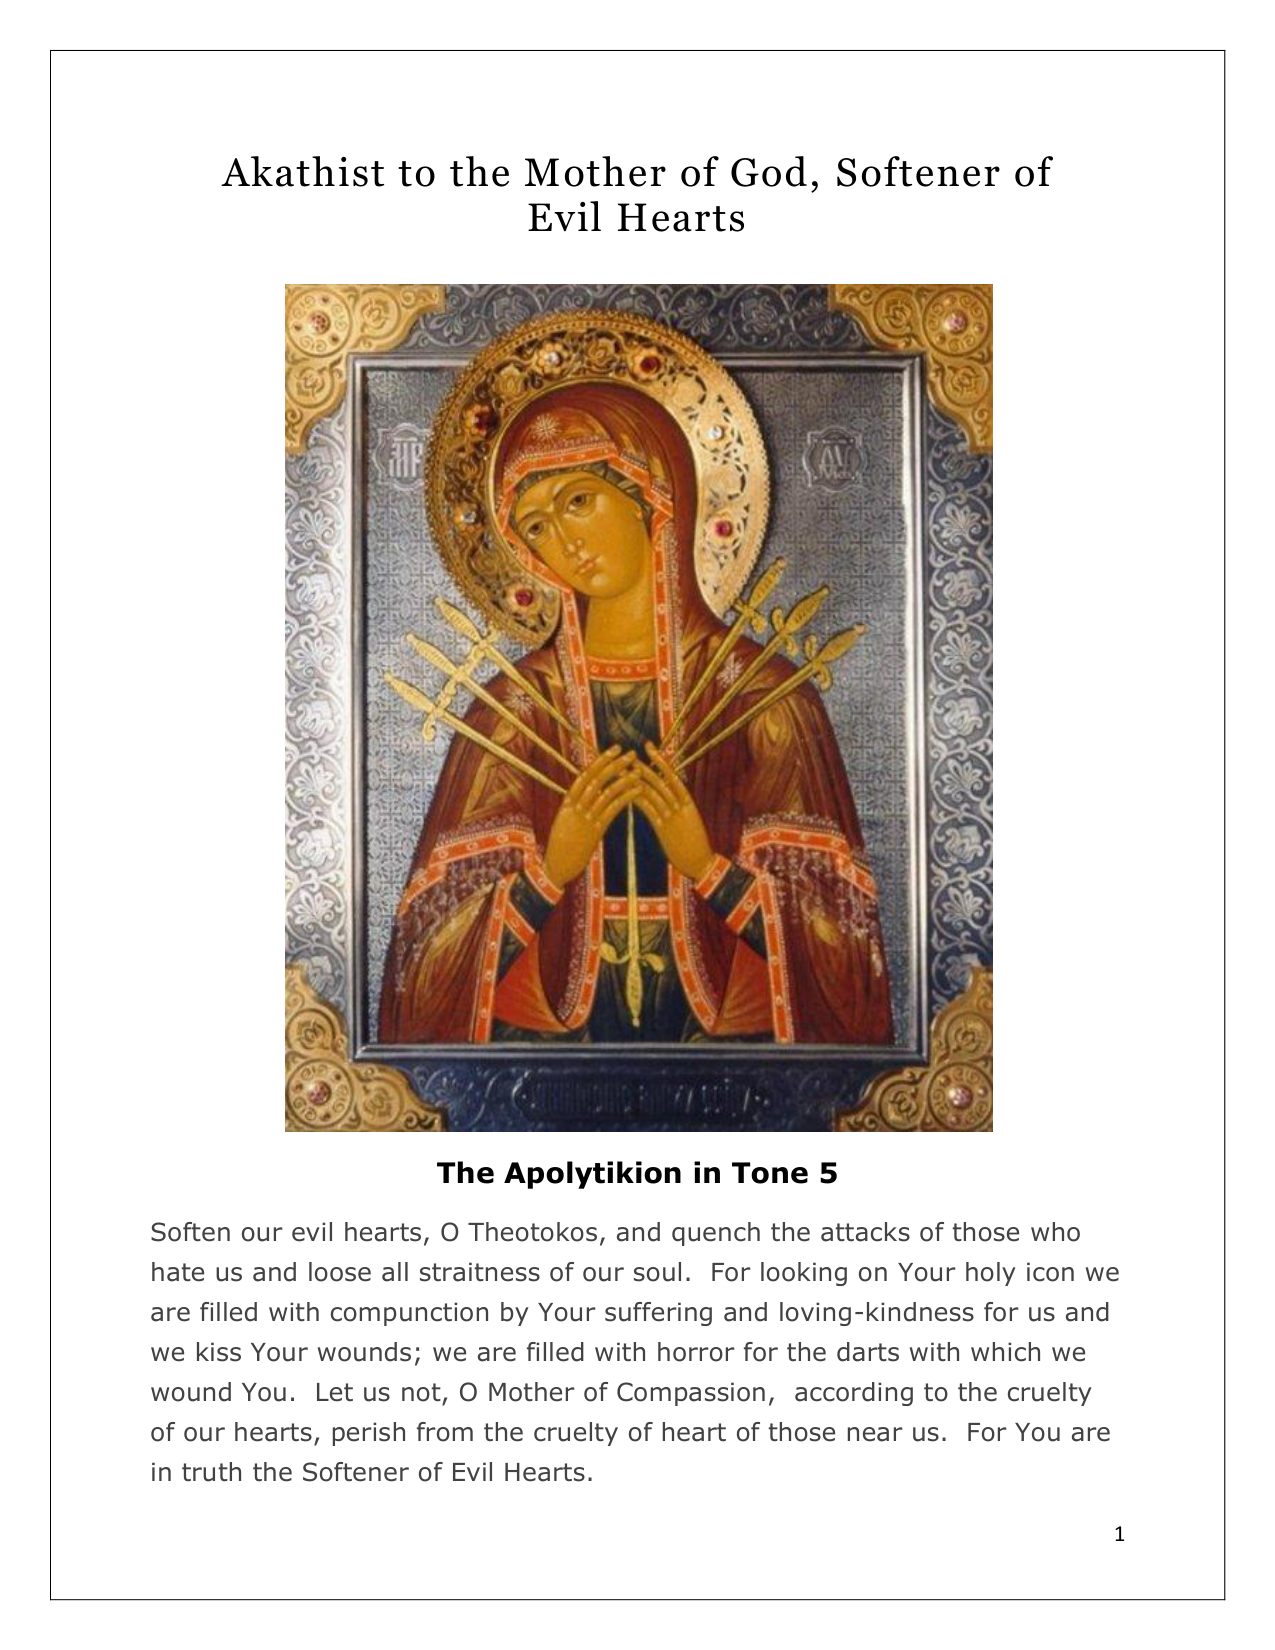 Akathist to the Mother of God, Softener of
Evil Hearts
The Apolytikion in Tone 5
Soften our evil hearts, O Theotokos, and quench the attacks of those who
hate us and loose all straitness of our soul.  For looking on Your holy icon we
are filled with compunction by Your suffering and loving-kindness for us and
we kiss Your wounds; we are filled with horror for the darts with which we
wound You.  Let us not, O Mother of Compassion,  according to the cruelty
of our hearts, perish from the cruelty of heart of those near us.  For You are
in truth the Softener of Evil Hearts.
1